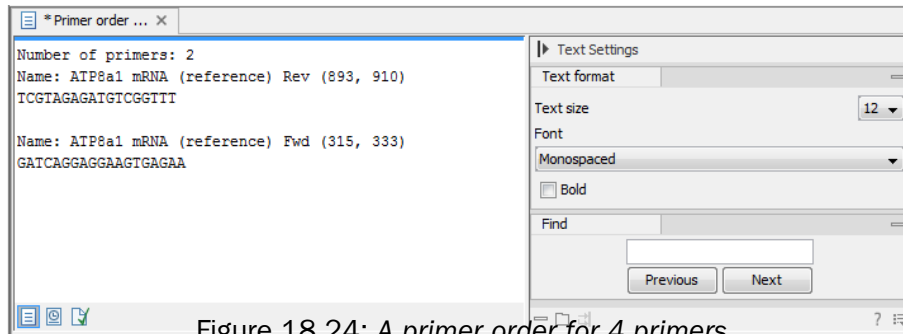 * Primer order ...
Number of primers: 2
Name: ATP8a1 mRNA (reference) Rev (893, 910)
TCGTAGAGATGTCGGTTT
Name: ATP8a1 mRNA (reference) Fwd (315, 333)
GATCAGGAGGAAGTGAGAA
Text Settings
Text format
Text size
12
Font
Monospaced
Bold
Find
Previous Next
?
Figure 18.24: A primer order for 4 primers